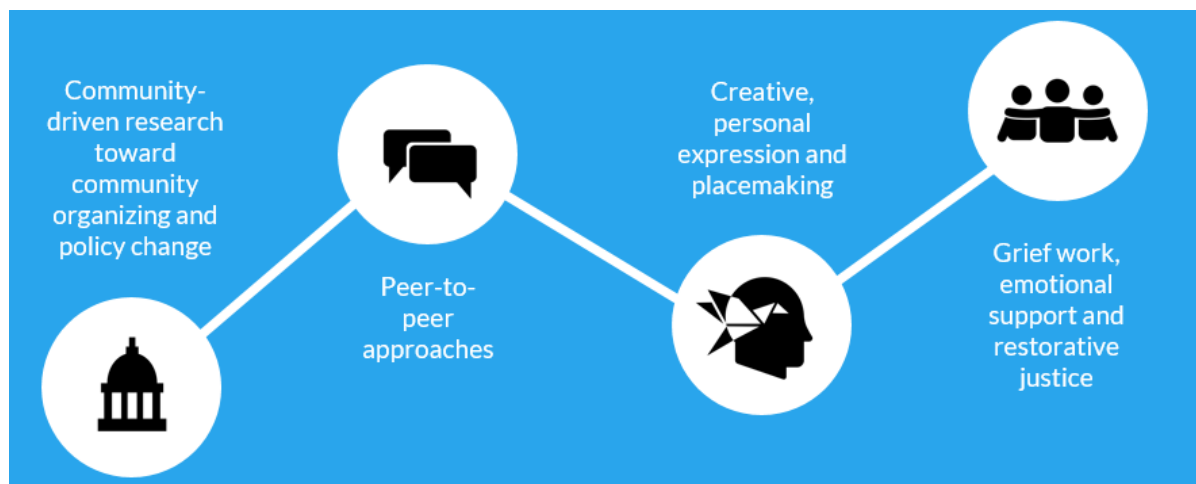 Community-
driven research
toward
community
organizing and
policy change
Peer-to-
peer
approaches
Creative,
personal
expression and
placemaking
Grief work,
emotional
support and
restorative
justice